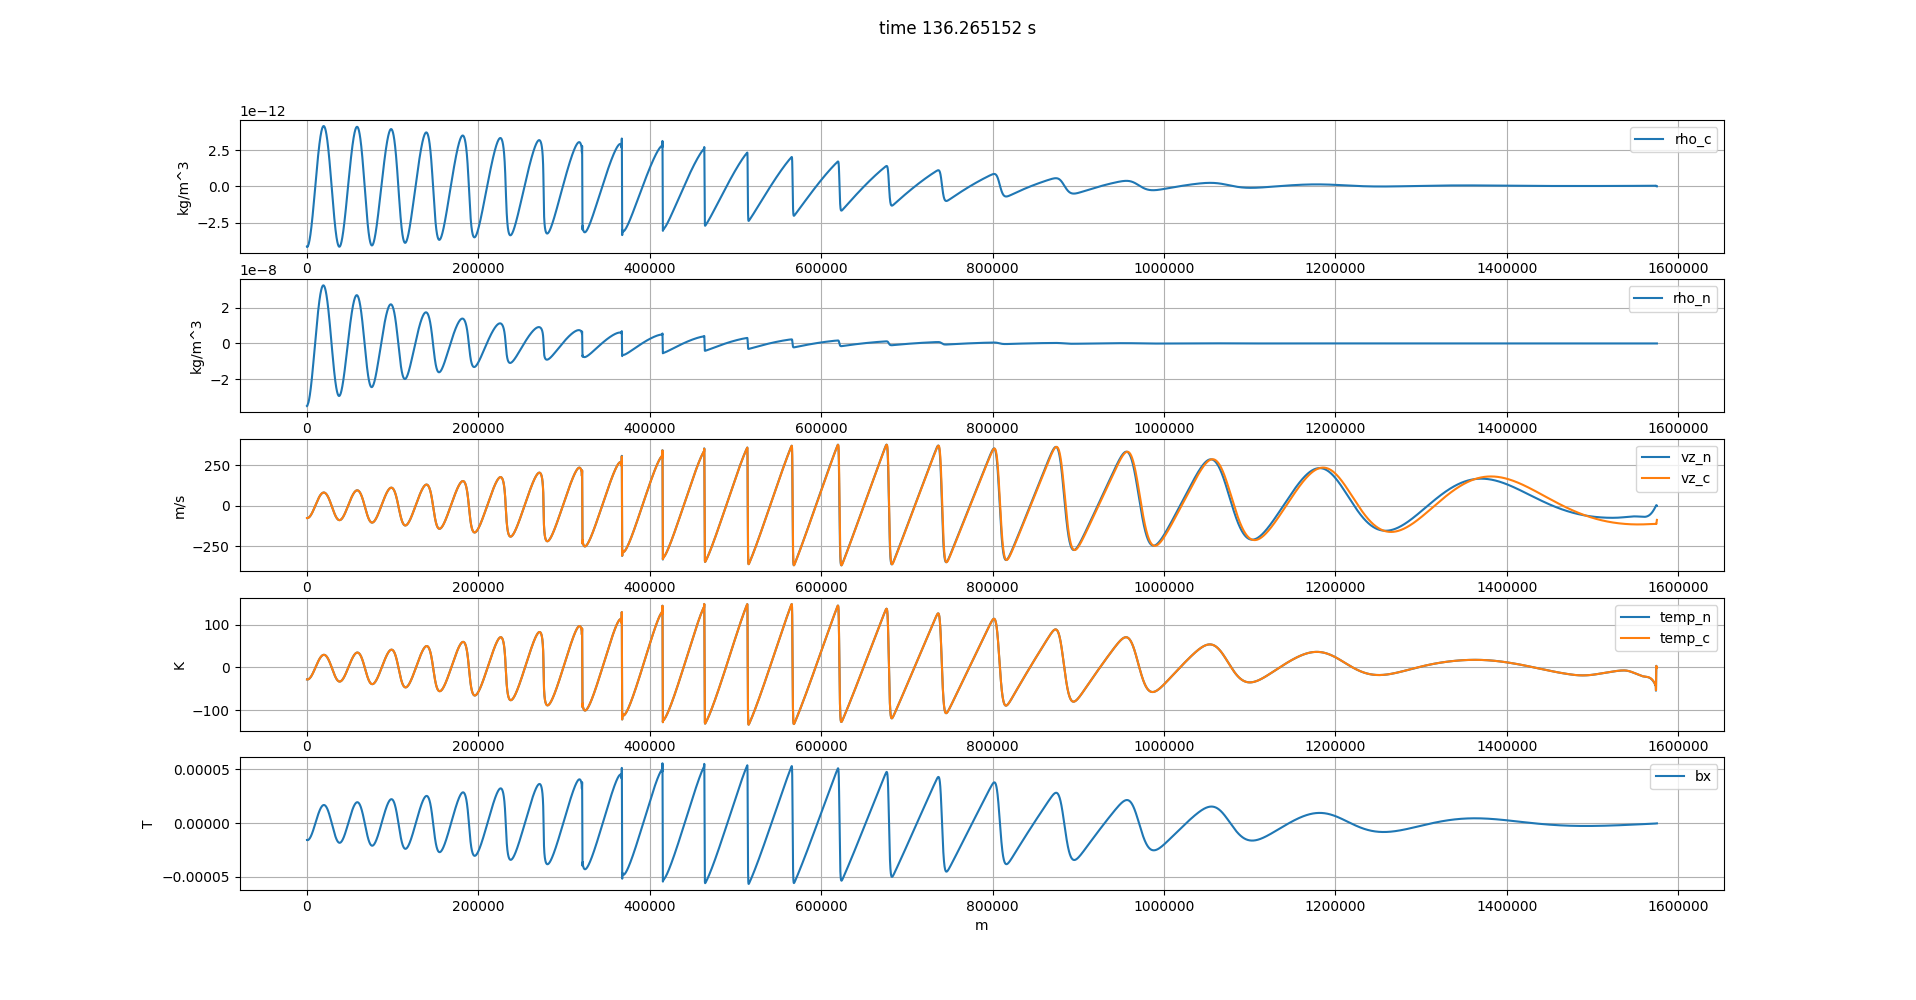 time 136.265152 s
1e−12
2.5
0.0
−2.5
kg/m^3
rho_c
0 200000 400000 600000 800000 1000000 1200000 1400000 1600000
1e−8
2
0
−2
kg/m^3
rho_n
0 200000 400000 600000 800000 1000000 1200000 1400000 1600000
250
0
−250
m/s
vz_n
vz_c
0 200000 400000 600000 800000 1000000 1200000 1400000 1600000
100
0
−100
K
temp_n
temp_c
0 200000 400000 600000 800000 1000000 1200000 1400000 1600000
0.00005
0.00000
−0.00005
T
bx
0 200000 400000 600000 800000 1000000 1200000 1400000 1600000
m